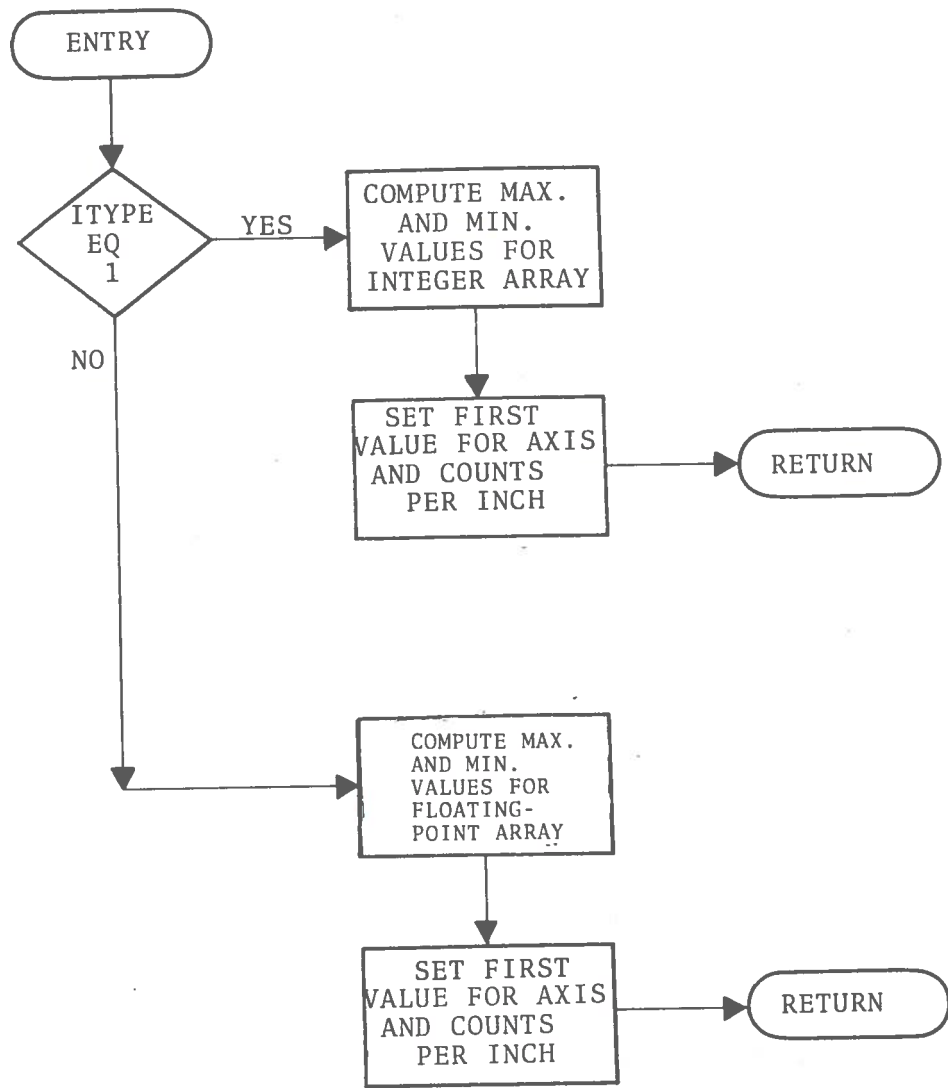 ENTRY
ITYPE
EQ
1
YES
COMPUTE MAX.
AND MIN.
VALUES FOR
INTEGER ARRAY
NO
SET FIRST
VALUE FOR AXIS
AND COUNTS
PER INCH
RETURN
COMPUTE MAX.
AND MIN.
VALUES FOR
FLOATING-
POINT ARRAY
SET FIRST
VALUE FOR AXIS
AND COUNTS
PER INCH
RETURN